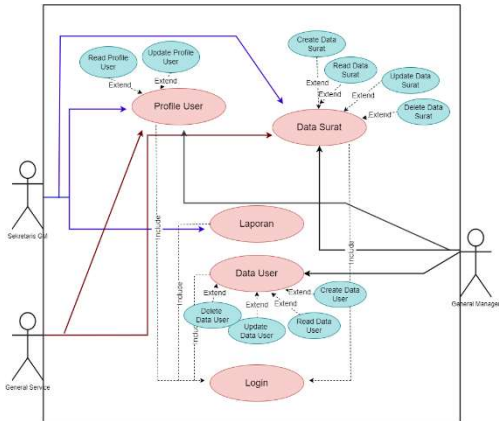 Read Profile
User
Update Profile
User
Extend
Extend
Profile User
Create Data
Surat
Read Data
Surat
Update Data
Surat
Delete Data
Surat
Extend
Extend
Extend
Extend
Data Surat
Sekretaris GM
General Service
General Manager
Laporan
Data User
Include
Include
Include
Include
Extend
Extend
Extend
Extend
Delete
Data User
Update
Data User
Read Data
User
Create Data
User
Login